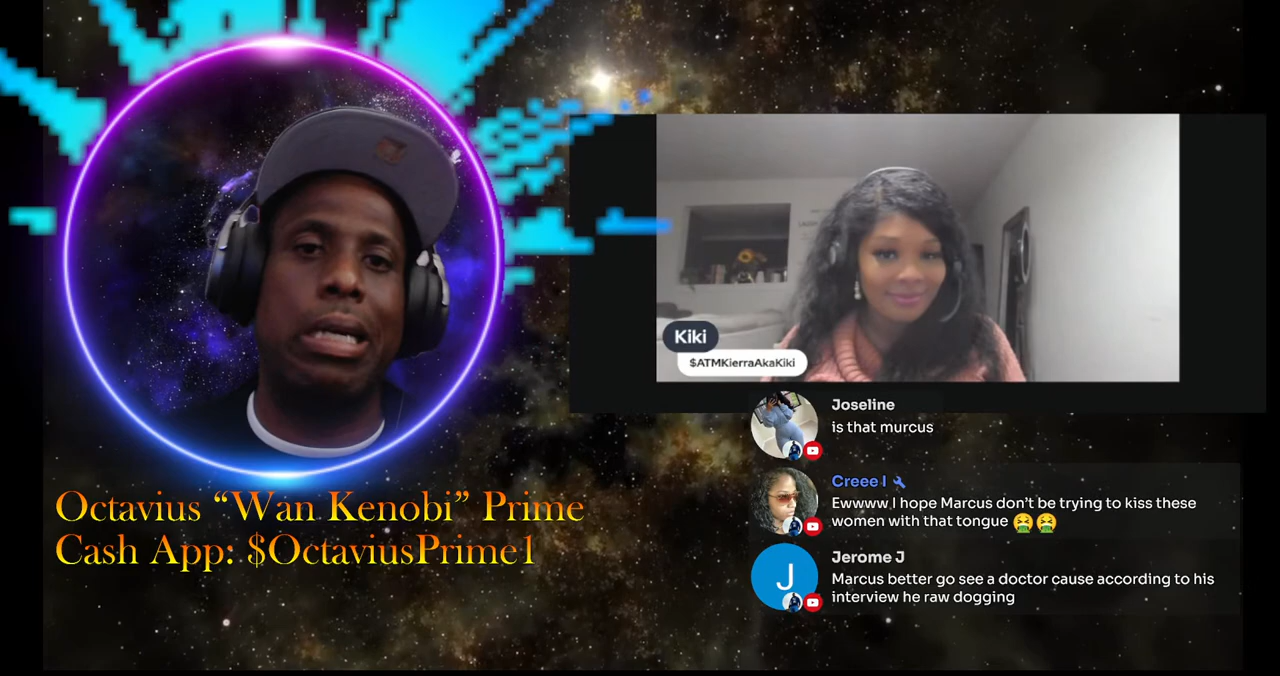 Kiki
$ATMKierraAkaKiki
Joseline
is that murcus
Creee I
Ewwww I hope Marcus don't be trying to kiss these
women with that tongue 🤮🤮
Jerome J
J
Marcus better go see a doctor cause according to his
interview he raw dogging
Octavius “Wan Kenobi” Prime
Cash App: $OctaviusPrime1